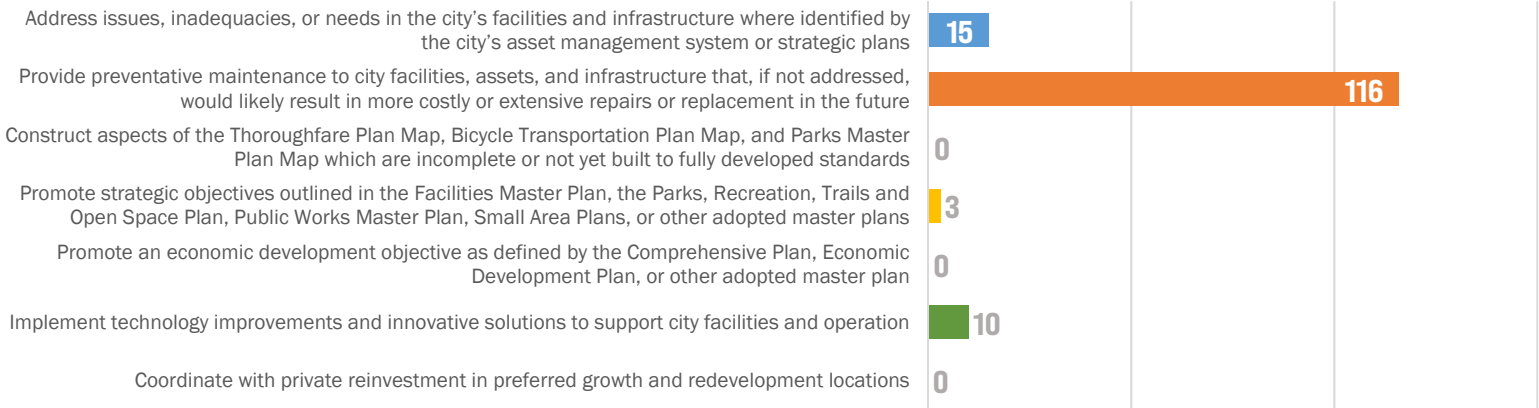 Address issues, inadequacies, or needs in the city’s facilities and infrastructure where identified by
the city’s asset management system or strategic plans
15
Provide preventative maintenance to city facilities, assets, and infrastructure that, if not addressed,
would likely result in more costly or extensive repairs or replacement in the future
116
Construct aspects of the Thoroughfare Plan Map, Bicycle Transportation Plan Map, and Parks Master
Plan Map which are incomplete or not yet built to fully developed standards
0
Promote strategic objectives outlined in the Facilities Master Plan, the Parks, Recreation, Trails and
Open Space Plan, Public Works Master Plan, Small Area Plans, or other adopted master plans
3
Promote an economic development objective as defined by the Comprehensive Plan, Economic
Development Plan, or other adopted master plan
0
Implement technology improvements and innovative solutions to support city facilities and operation
10
Coordinate with private reinvestment in preferred growth and redevelopment locations
0